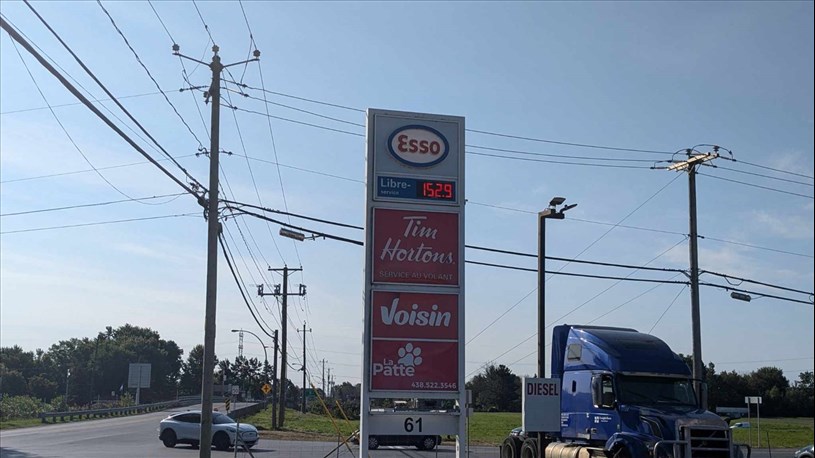 Esso
Libre-
service
152.9
Tim
Hortons
SERVICE AU VOLANT
Voisin
La
Patte
438.522.3546
61
DIESEL